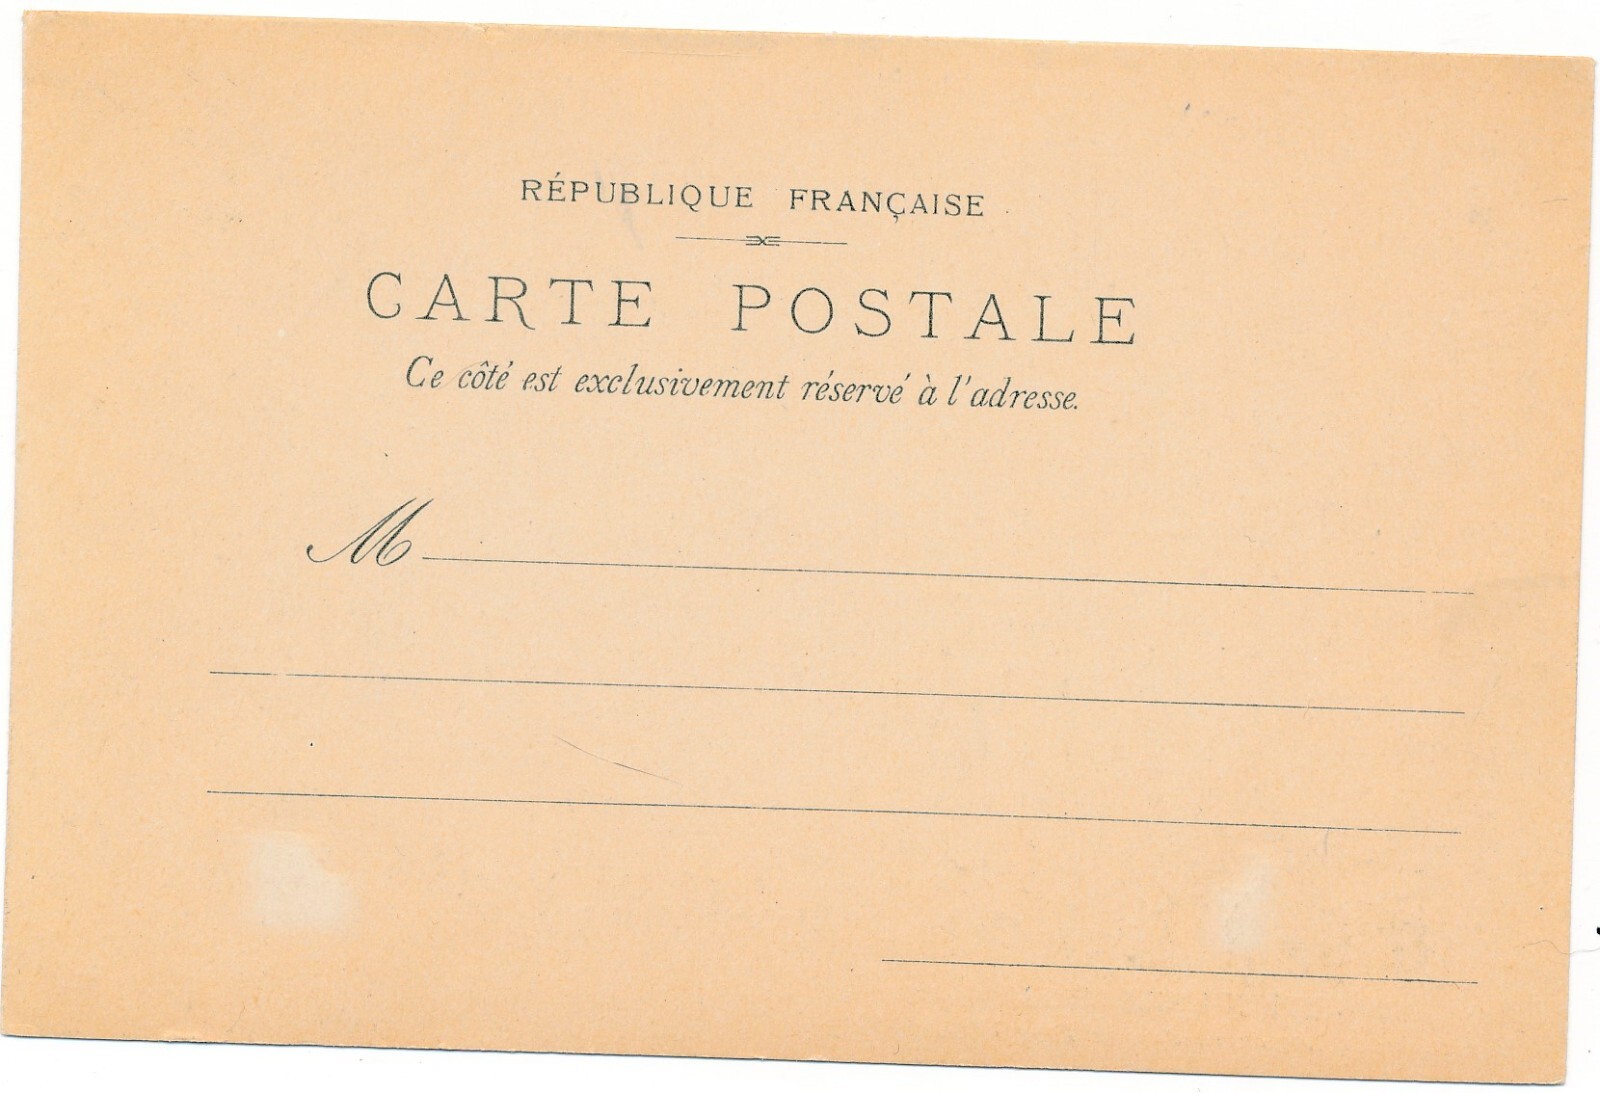 RÉPUBLIQUE FRANÇAISE
CARTE POSTALE
Ce côté est exclusivement réservé à l'adresse.
M